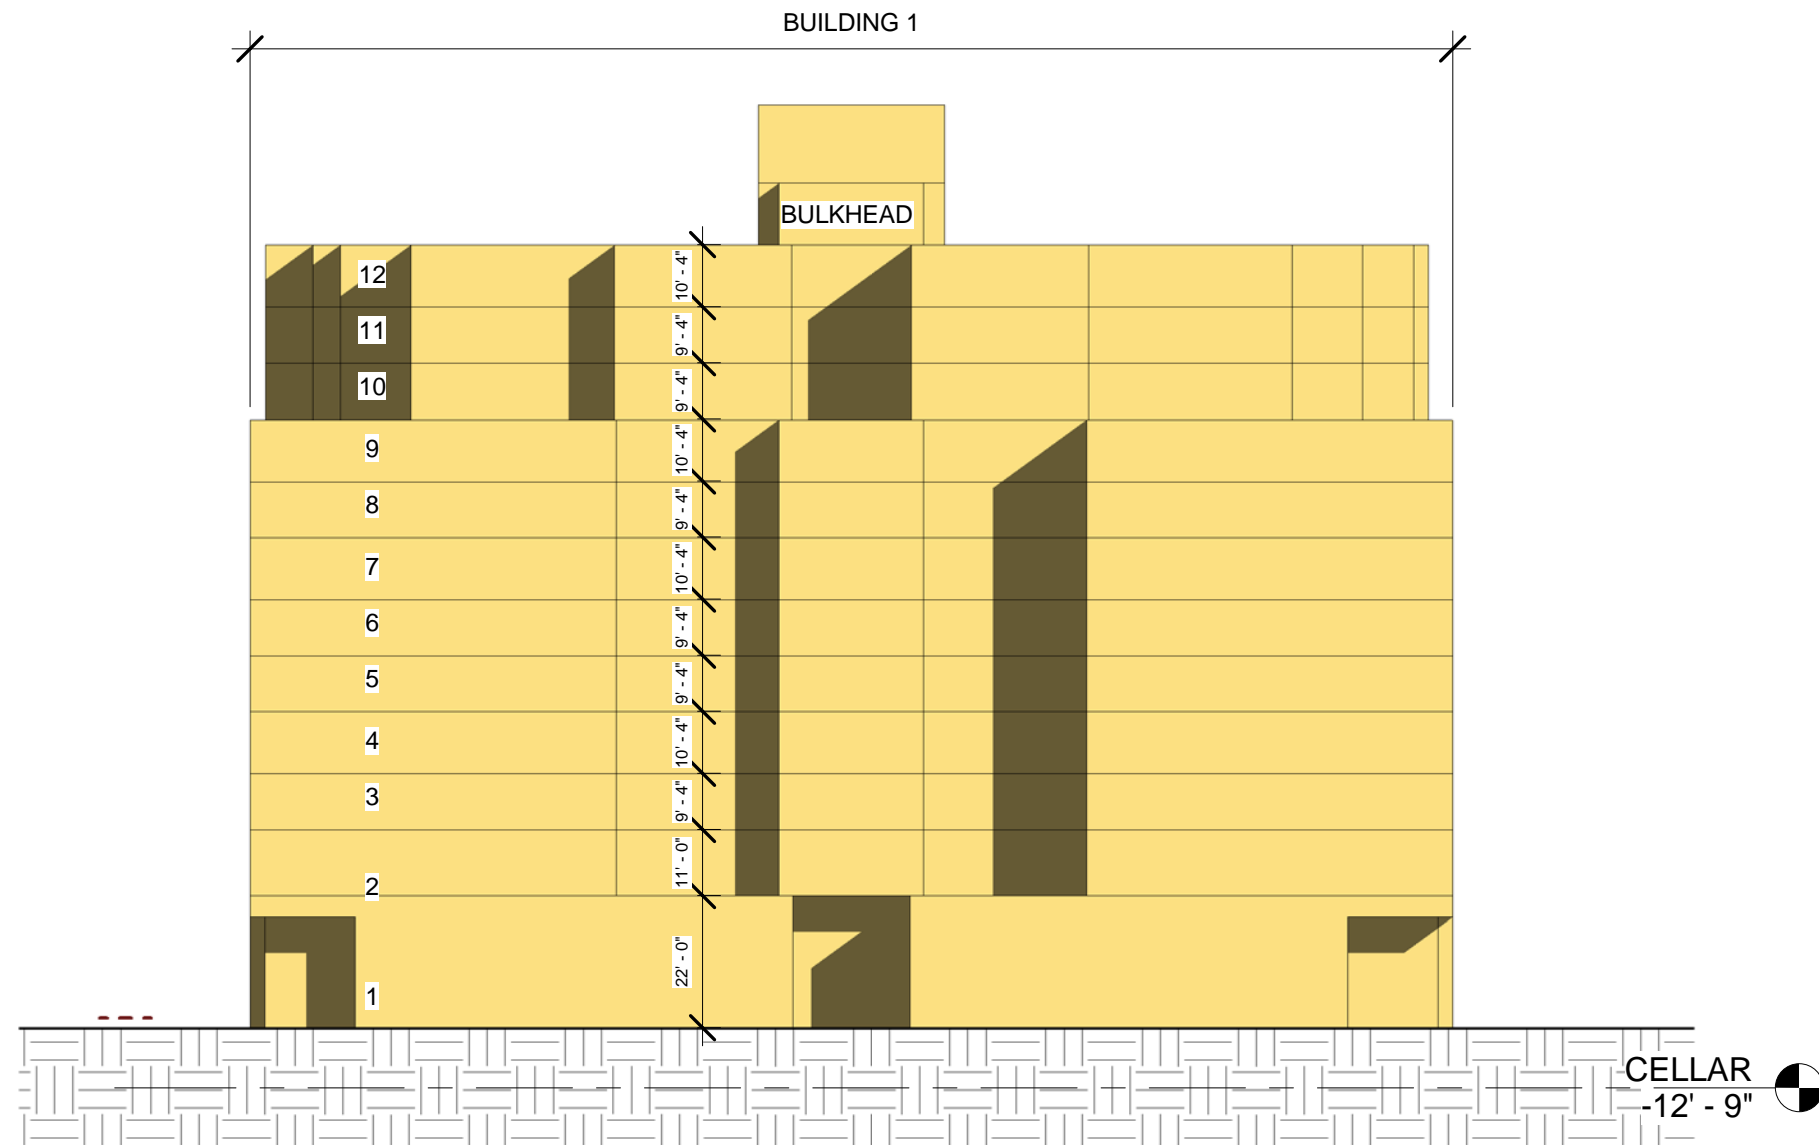 BUILDING 1
BULKHEAD
12
10' - 4"
11
9' - 4"
10
9' - 4"
9
10' - 4"
8
9' - 4"
7
10' - 4"
6
9' - 4"
5
9' - 4"
4
10' - 4"
3
9' - 4"
2
11' - 0"
1
22' - 0"
CELLAR
-12' - 9"